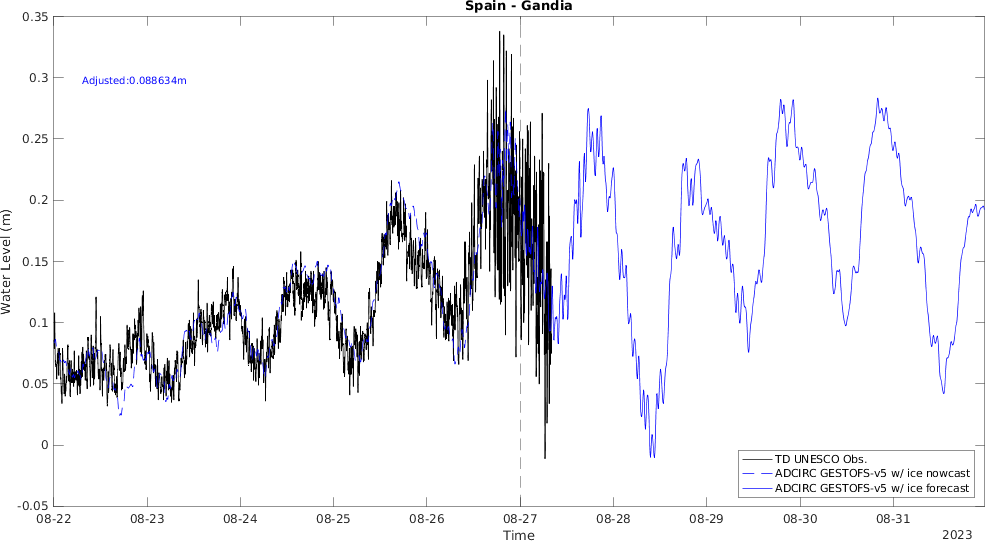 Spain - Gandia
0.35
0.3
0.25
0.2
0.15
0.1
0.05
0
-0.05
Water Level (m)
Adjusted:0.088634m
TD UNESCO Obs.
ADCIRC GESTOFS-v5 w/ ice nowcast
ADCIRC GESTOFS-v5 w/ ice forecast
08-22 08-23 08-24 08-25 08-26 08-27 08-28 08-29 08-30 08-31
Time
2023